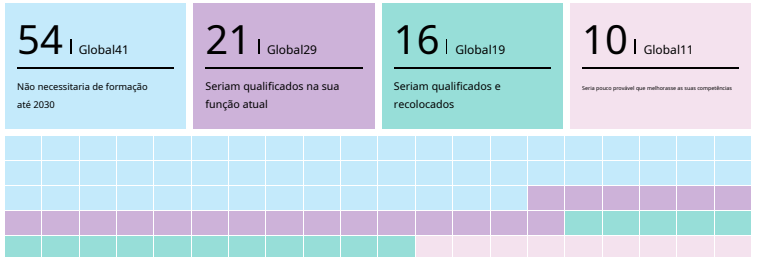 54 | Global41
Não necessitaria de formação
até 2030
21 | Global29
Seriam qualificados na sua
função atual
16 | Global19
Seriam qualificados e
recolocados
10 | Global11
Seria pouco provável que melhorasse as suas competências